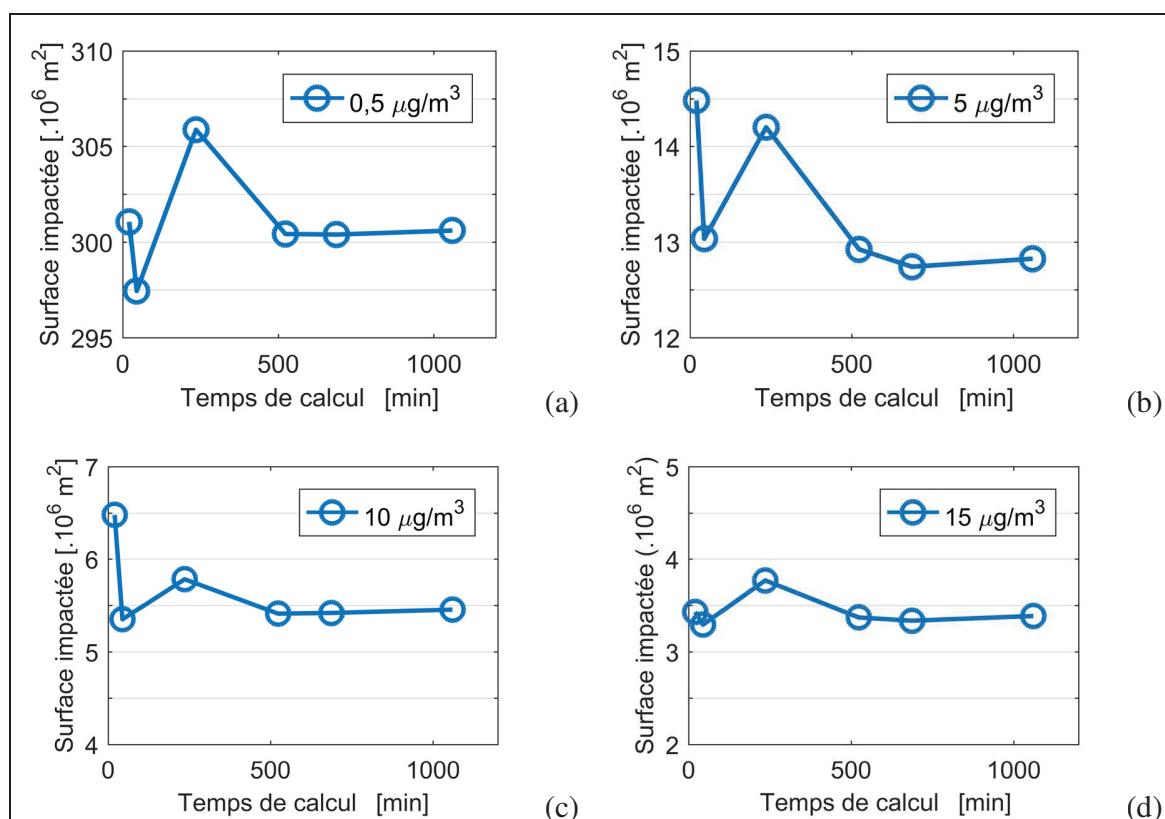 310
305
300
295
Surface impactée [.10⁶ m²]
0,5 µg/m³
0 500 1000
Temps de calcul [min]
(a)
15
14
13
12
Surface impactée [.10⁶ m²]
5 µg/m³
0 500 1000
Temps de calcul [min]
(b)
7
6
5
4
Surface impactée [.10⁶ m²]
10 µg/m³
0 500 1000
Temps de calcul [min]
(c)
5
4
3
2
Surface impactée (.10⁶ m²)
15 µg/m³
0 500 1000
Temps de calcul [min]
(d)